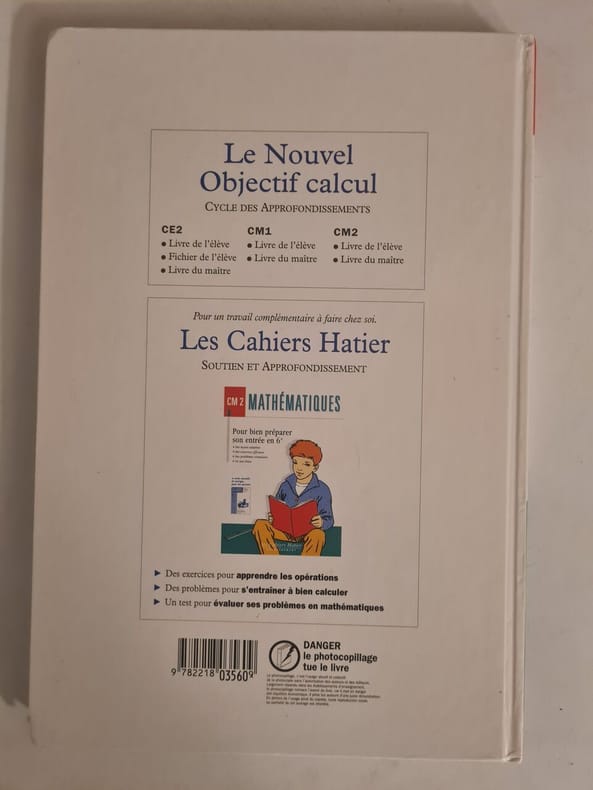 Le Nouvel
Objectif calcul
CYCLE DES APPROFONDISSEMENTS
CE2
• Livre de l'élève
• Fichier de l'élève
• Livre du maître
CM1
• Livre de l'élève
• Livre du maître
CM2
• Livre de l'élève
• Livre du maître
Pour un travail complémentaire à faire chez soi.
Les Cahiers Hatier
SOUTIEN ET APPROFONDISSEMENT
CM 2 MATHÉMATIQUES
Pour bien préparer
son entrée en 6e
► Des exercices pour apprendre les opérations
► Des problèmes pour s'entraîner à bien calculer
► Un test pour évaluer ses problèmes en mathématiques
DANGER
le photocopillage
tue le livre
9 782218 03560